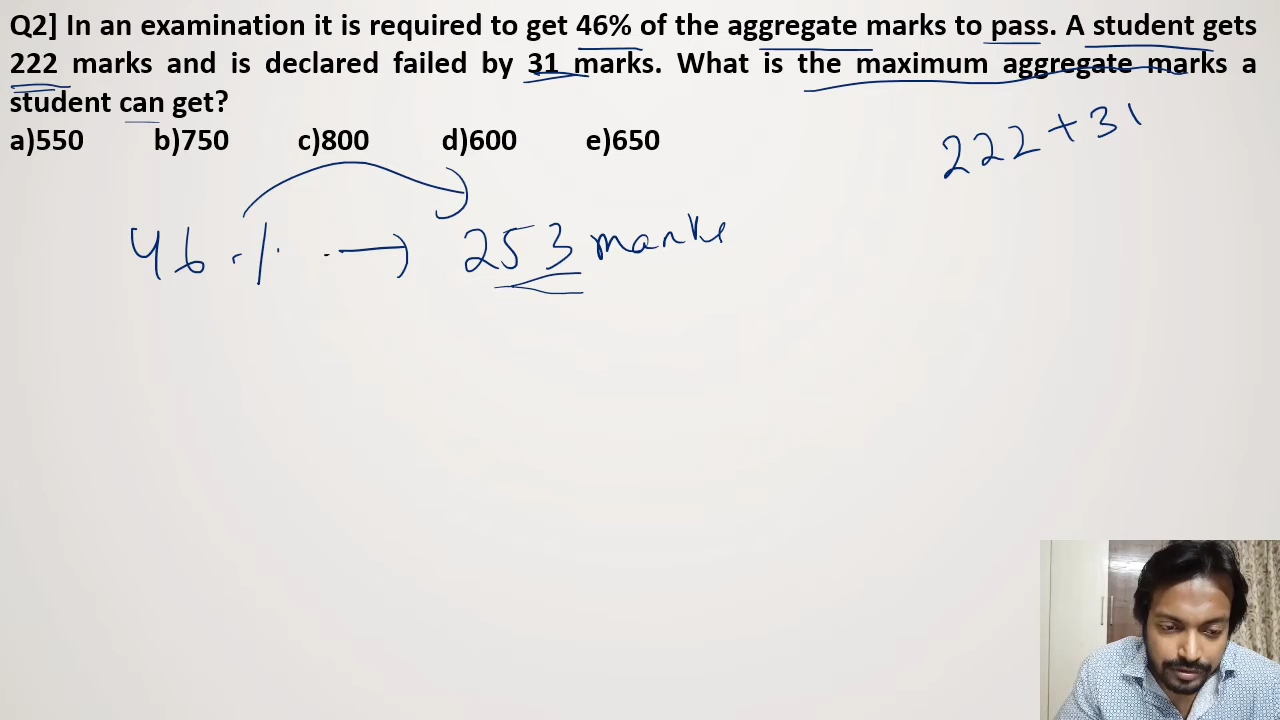 Q2] In an examination it is required to get 46% of the aggregate marks to pass. A student gets
222 marks and is declared failed by 31 marks. What is the maximum aggregate marks a
student can get?
a)550 b)750 c)800 d)600 e)650
222+31
46% → 253 marks